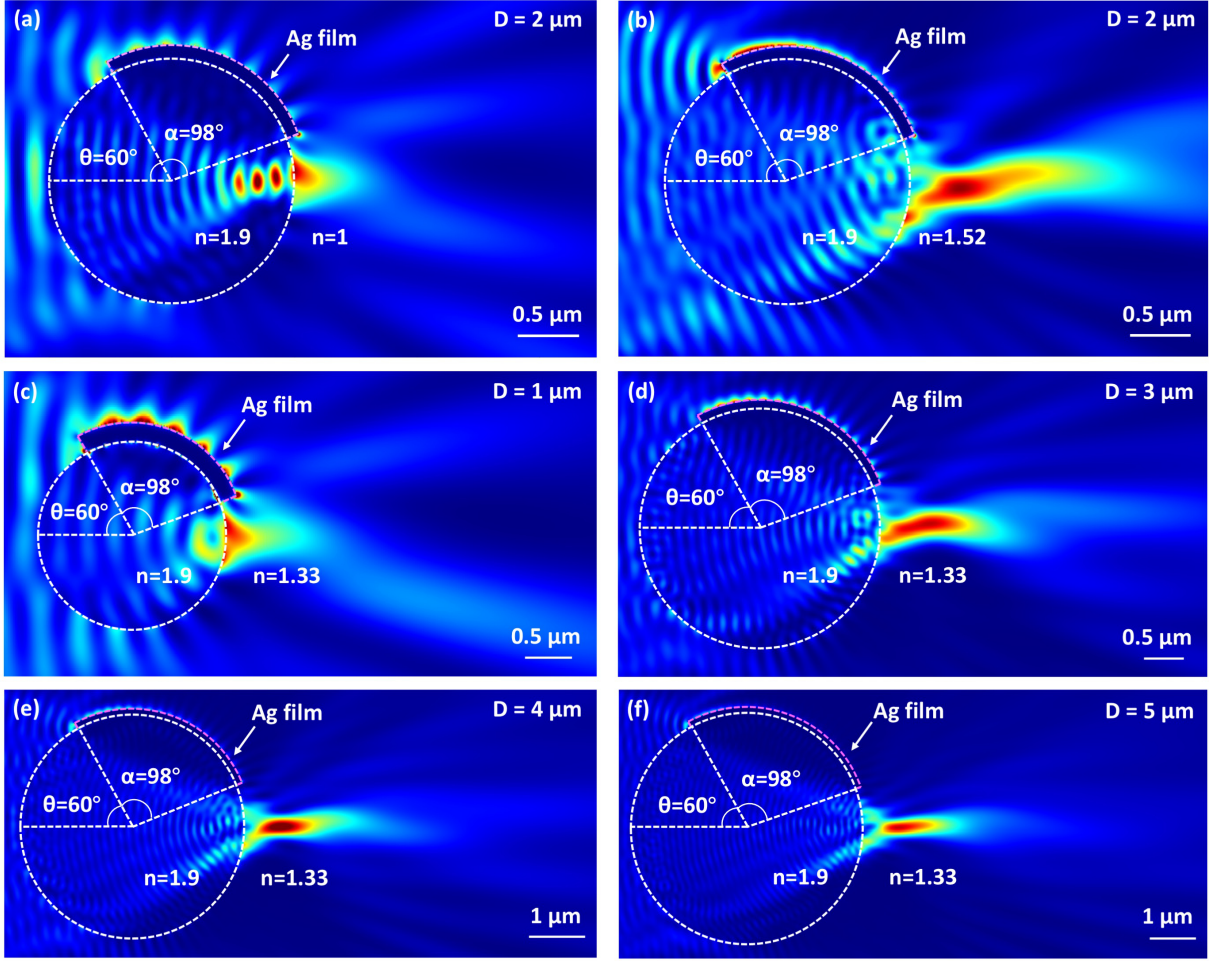 (a)
D = 2 µm
Ag film
α=98°
θ=60°
n=1.9
n=1
0.5 µm
(b)
D = 2 µm
Ag film
α=98°
θ=60°
n=1.9
n=1.52
0.5 µm
(c)
D = 1 µm
Ag film
α=98°
θ=60°
n=1.9
n=1.33
0.5 µm
(d)
D = 3 µm
Ag film
α=98°
θ=60°
n=1.9
n=1.33
0.5 µm
(e)
D = 4 µm
Ag film
α=98°
θ=60°
n=1.9
n=1.33
1 µm
(f)
D = 5 µm
Ag film
α=98°
θ=60°
n=1.9
n=1.33
1 µm